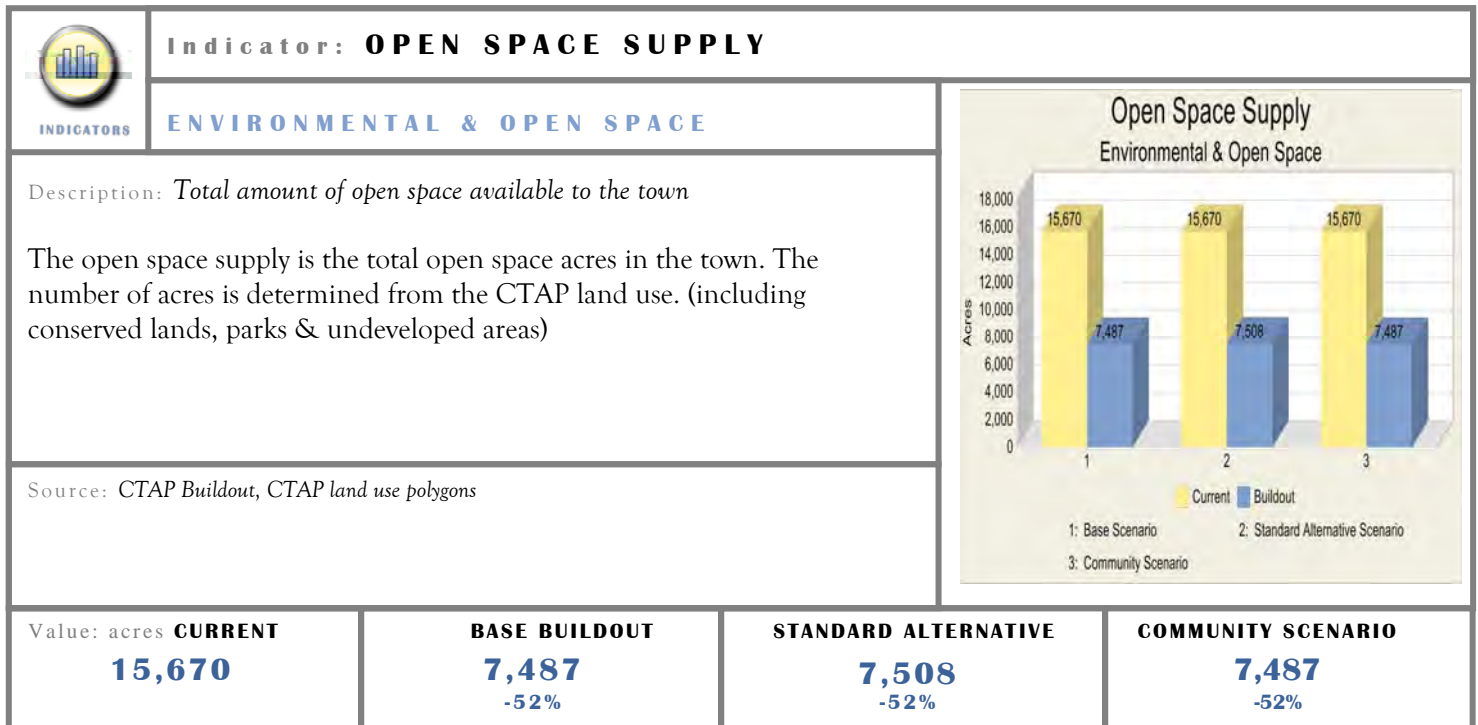 Indicator: OPEN SPACE SUPPLY
INDICATORS
ENVIRONMENTAL & OPEN SPACE
Description: Total amount of open space available to the town
The open space supply is the total open space acres in the town. The
number of acres is determined from the CTAP land use. (including
conserved lands, parks & undeveloped areas)
Source: CTAP Buildout, CTAP land use polygons
Open Space Supply
Environmental & Open Space
Acres
18,000
16,000
14,000
12,000
10,000
8,000
6,000
4,000
2,000
0
15,670
7,487
15,670
7,508
15,670
7,487
1
2
3
Current
Buildout
1: Base Scenario
2: Standard Alternative Scenario
3: Community Scenario
Value: acres CURRENT
15,670
BASE BUILDOUT
7,487
-52%
STANDARD ALTERNATIVE
7,508
-52%
COMMUNITY SCENARIO
7,487
-52%